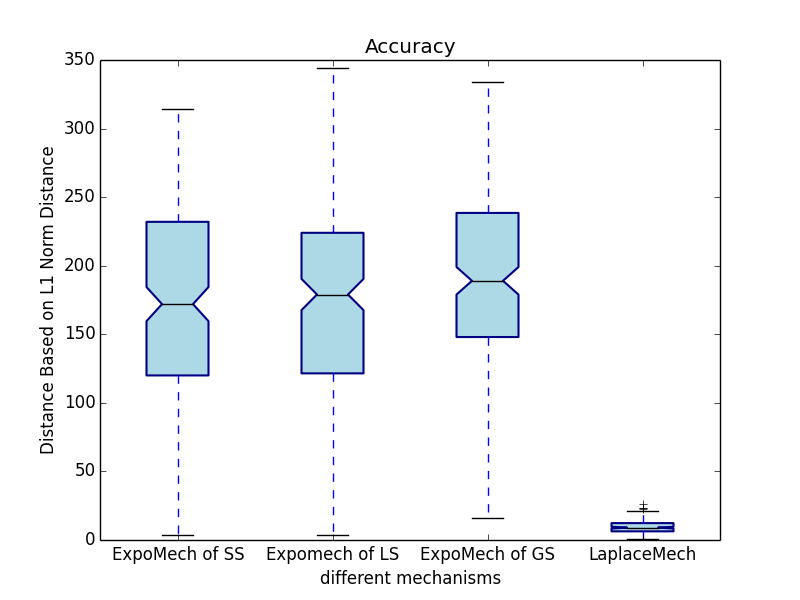 Accuracy
350
300
250
200
150
100
50
0
Distance Based on L1 Norm Distance
ExpoMech of SS Expomech of LS ExpoMech of GS LaplaceMech
different mechanisms